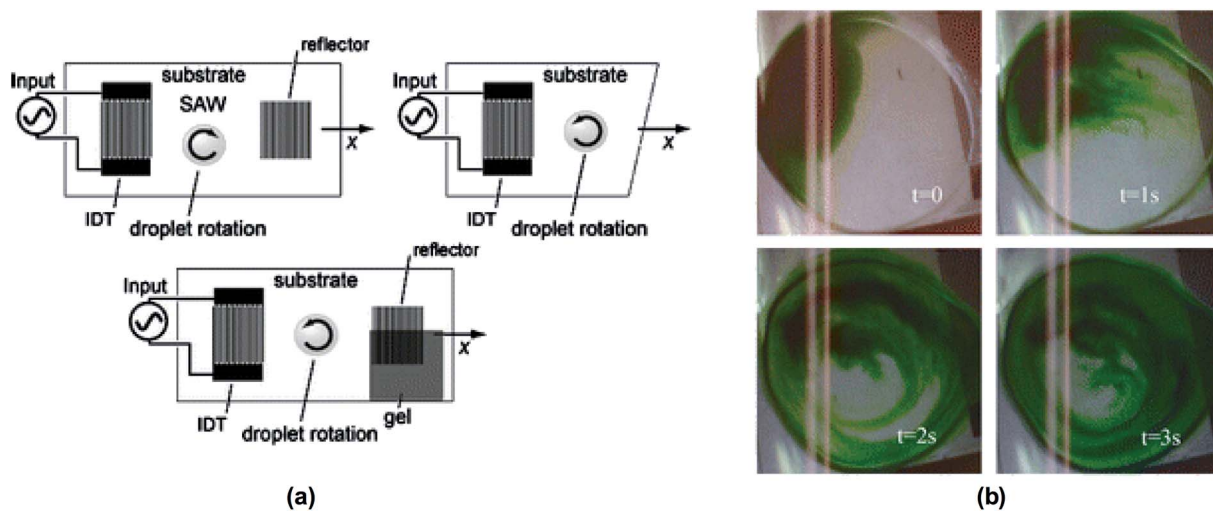 reflector
Input
substrate
SAW
x
IDT
droplet rotation
Input
substrate
x
IDT
droplet rotation
reflector
substrate
Input
x
IDT
droplet rotation
gel
(a)
t=0
t=1s
t=2s
t=3s
(b)